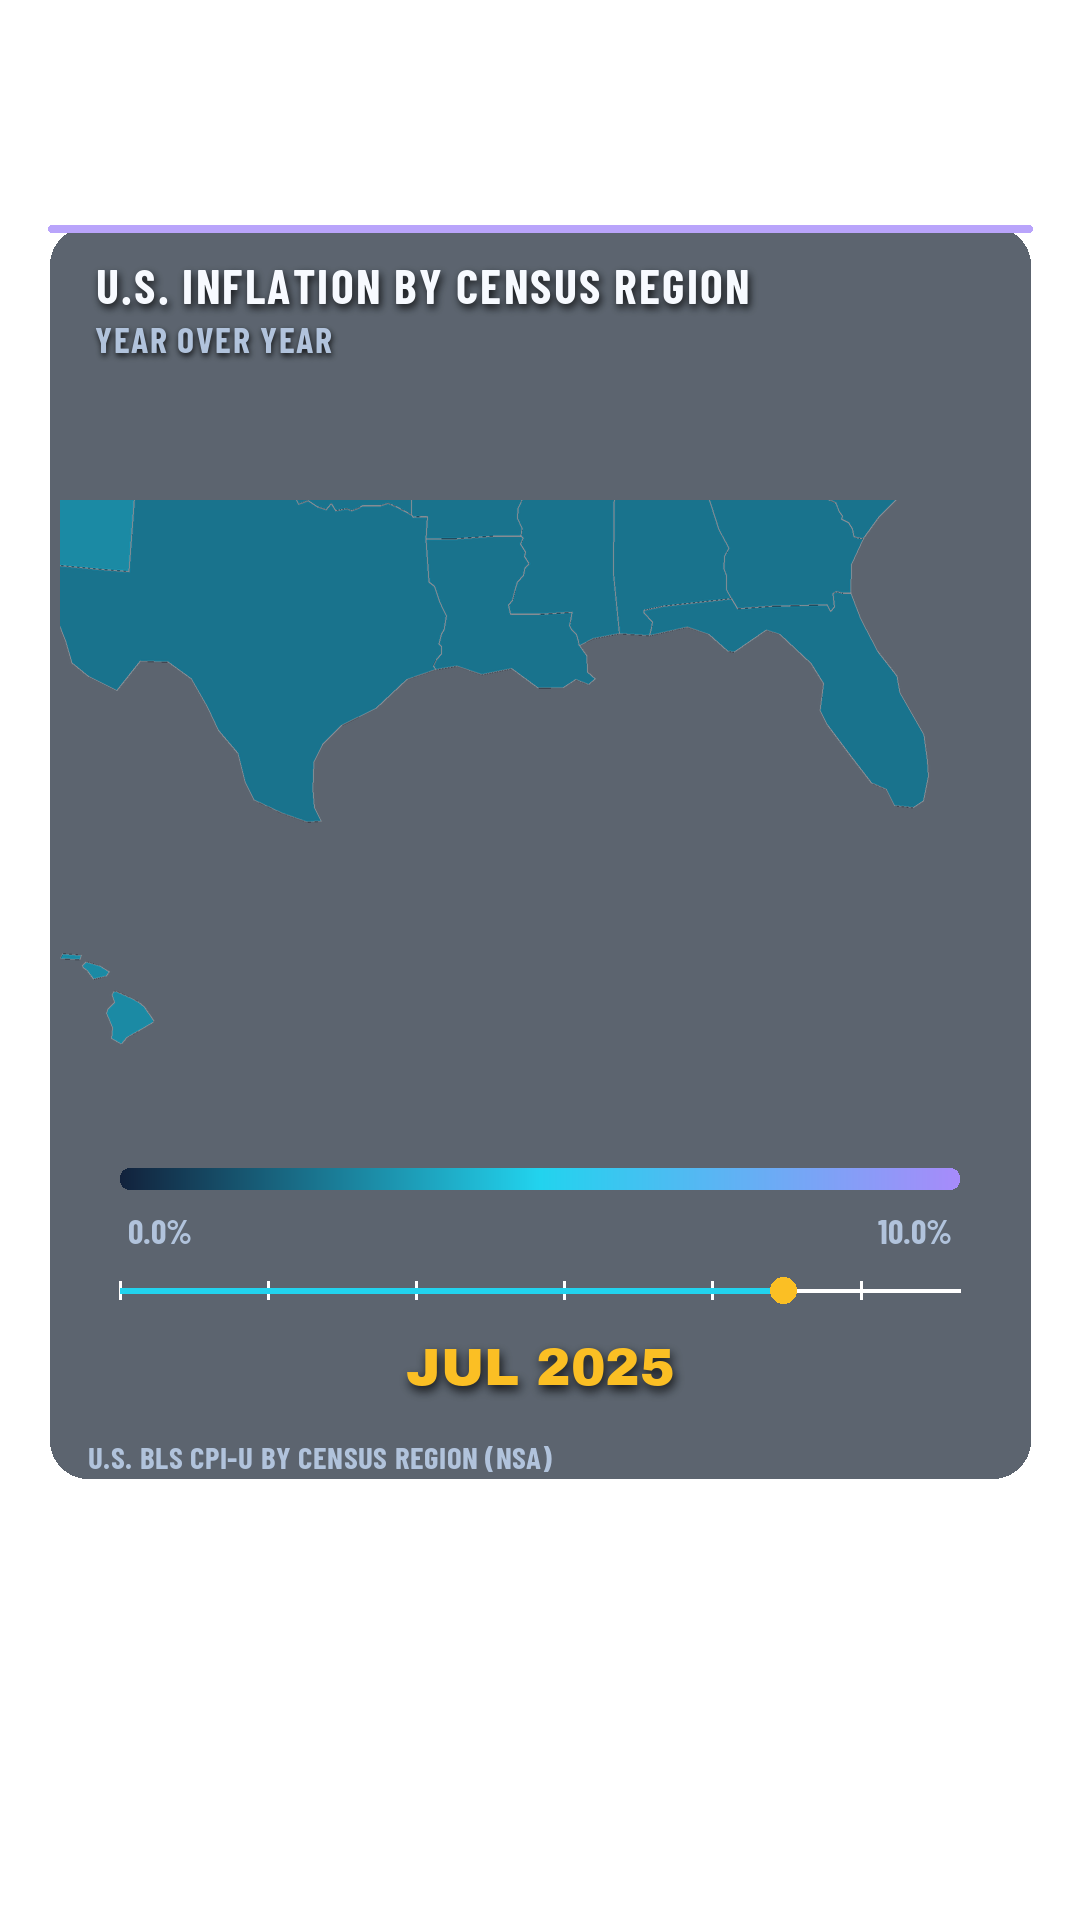 U.S. INFLATION BY CENSUS REGION
YEAR OVER YEAR
0.0% 10.0%
JUL 2025
U.S. BLS CPI-U BY CENSUS REGION (NSA)